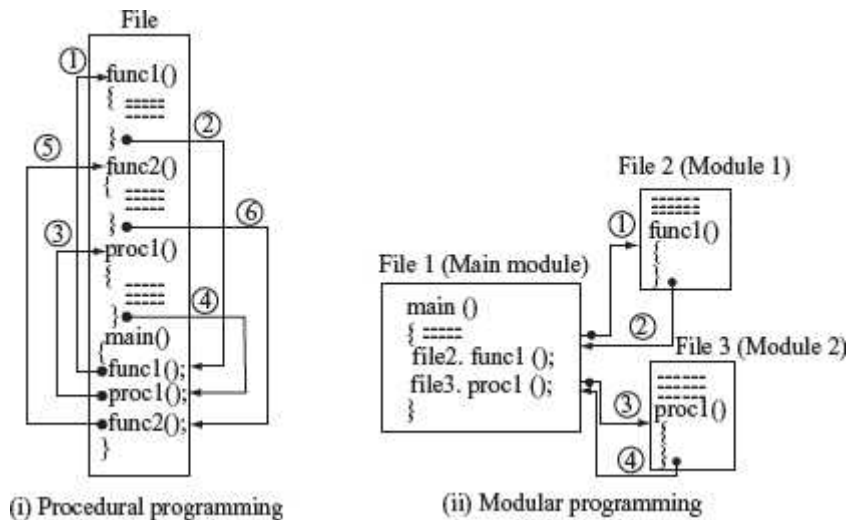 File
①
func1()
{
=====
=====
②
}
⑤
func2()
{
=====
=====
⑥
}
③
proc1()
{
=====
=====
④
}
main()
{
func1();
proc1();
func2();
}
(i) Procedural programming
File 2 (Module 1)
======
======
①
func1()
{
}
File 1 (Main module)
main ()
{ =====
②
file2. func1 ();
file3. proc1 ();
}
File 3 (Module 2)
======
======
③
proc1()
{
{
④
(ii) Modular programming